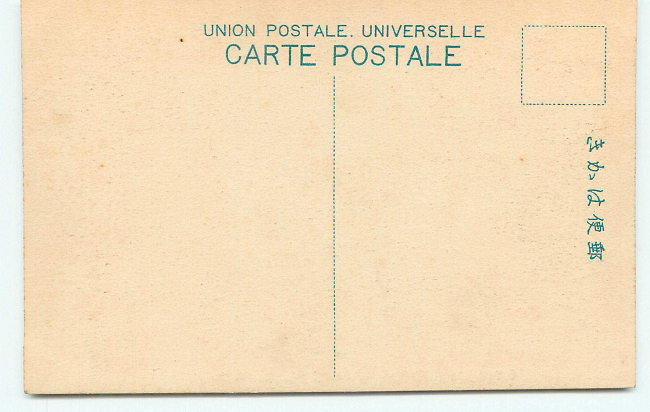 UNION POSTALE. UNIVERSELLE
CARTE POSTALE
郵便はかき